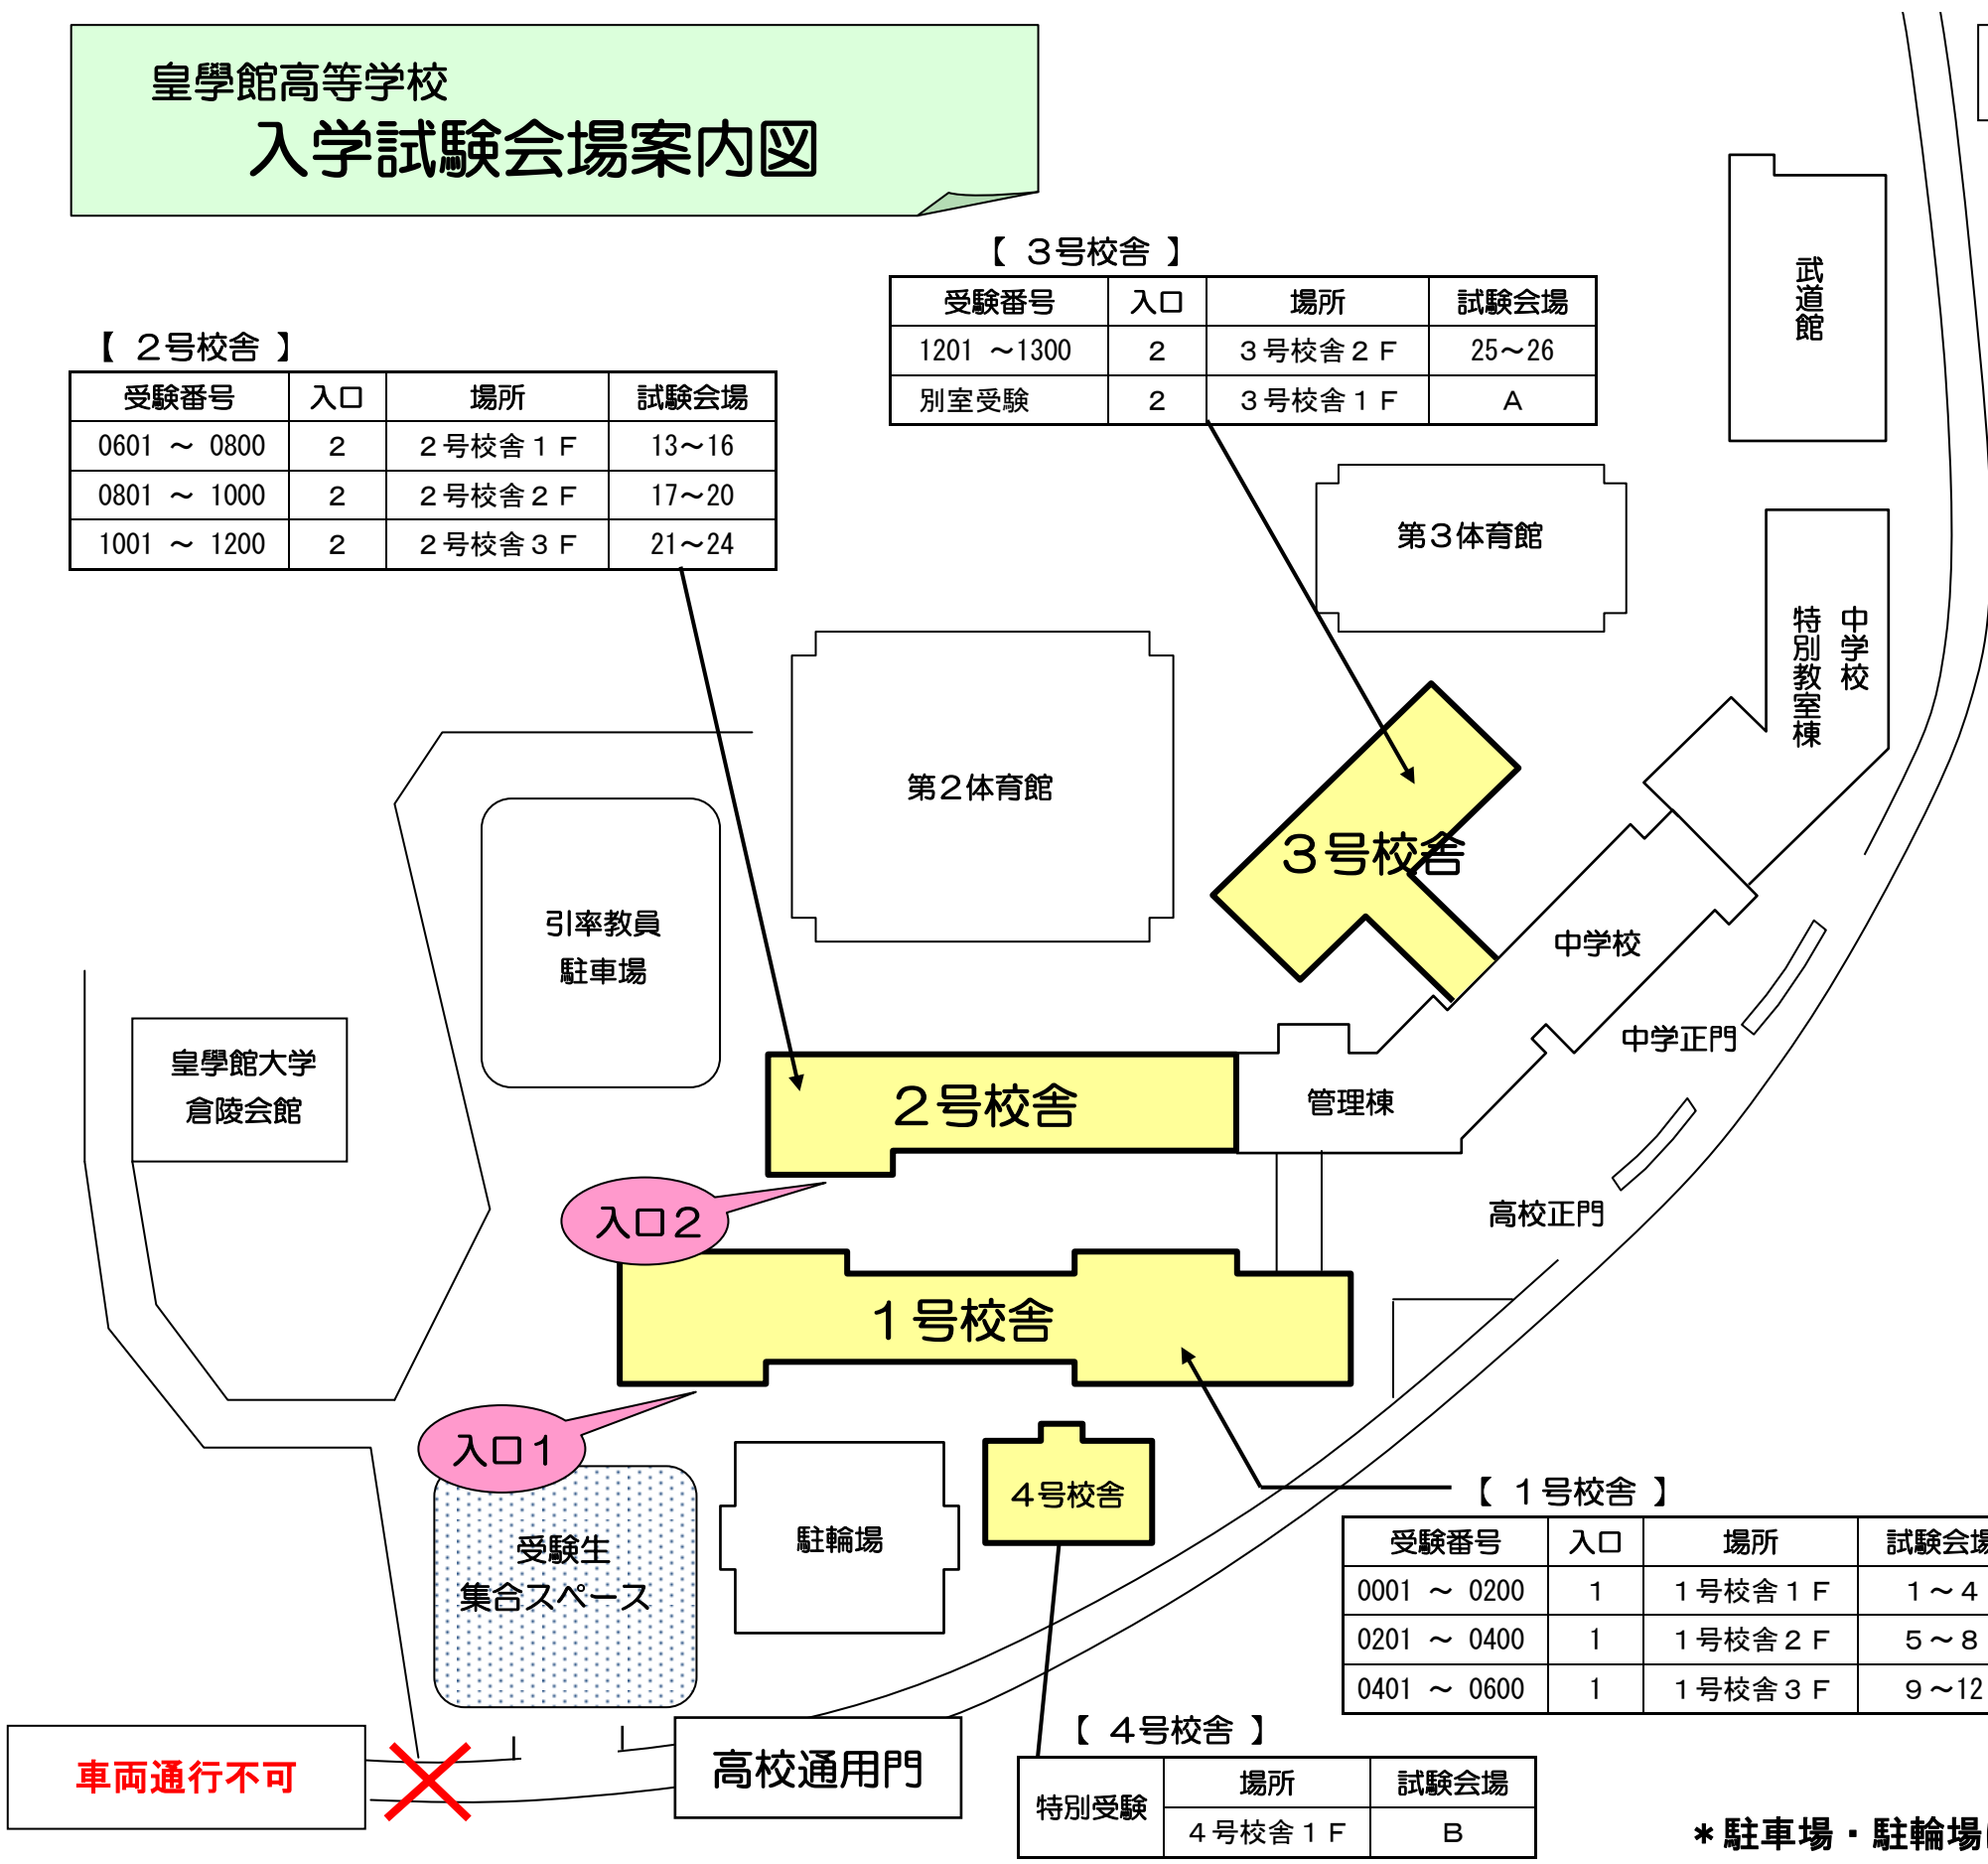 皇學館高等学校
入学試験会場案内図
【 ３号校舎 】
受験番号 入口 場所 試験会場
1201 ～1300 2 ３号校舎２Ｆ 25～26
別室受験 2 ３号校舎１Ｆ A
【 ２号校舎 】
受験番号 入口 場所 試験会場
0601 ～ 0800 2 ２号校舎１Ｆ 13～16
0801 ～ 1000 2 ２号校舎２Ｆ 17～20
1001 ～ 1200 2 ２号校舎３Ｆ 21～24
武道館
第３体育館
中学校
特別教室棟
第２体育館
３号校舎
引率教員
駐車場
中学校
皇學館大学
倉陵会館
中学正門
２号校舎
管理棟
入口２
高校正門
１号校舎
入口１
４号校舎
受験生
集合スペース
駐輪場
【 １号校舎 】
受験番号 入口 場所 試験会場
0001 ～ 0200 1 １号校舎１Ｆ １～４
0201 ～ 0400 1 １号校舎２Ｆ ５～８
0401 ～ 0600 1 １号校舎３Ｆ ９～12
車両通行不可
高校通用門
【 ４号校舎 】
特別受験 場所 試験会場
４号校舎１Ｆ B
＊駐車場・駐輪場